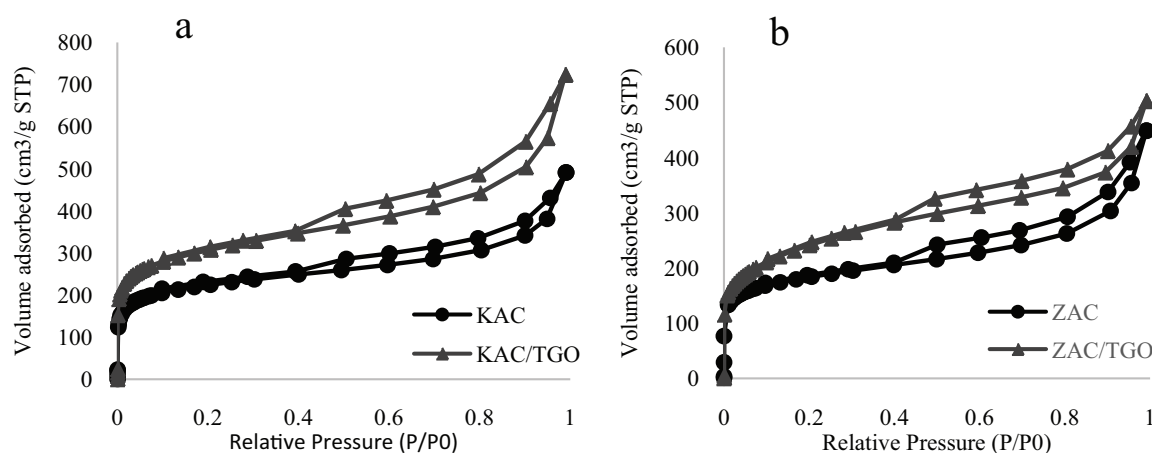 a
Volume adsorbed (cm3/g STP)
800
700
600
500
400
300
200
100
0
KAC
KAC/TGO
0
0.2
0.4
0.6
0.8
1
Relative Pressure (P/P0)
b
Volume adsorbed (cm3/g STP)
600
500
400
300
200
100
0
ZAC
ZAC/TGO
0
0.2
0.4
0.6
0.8
1
Relative Pressure (P/P0)